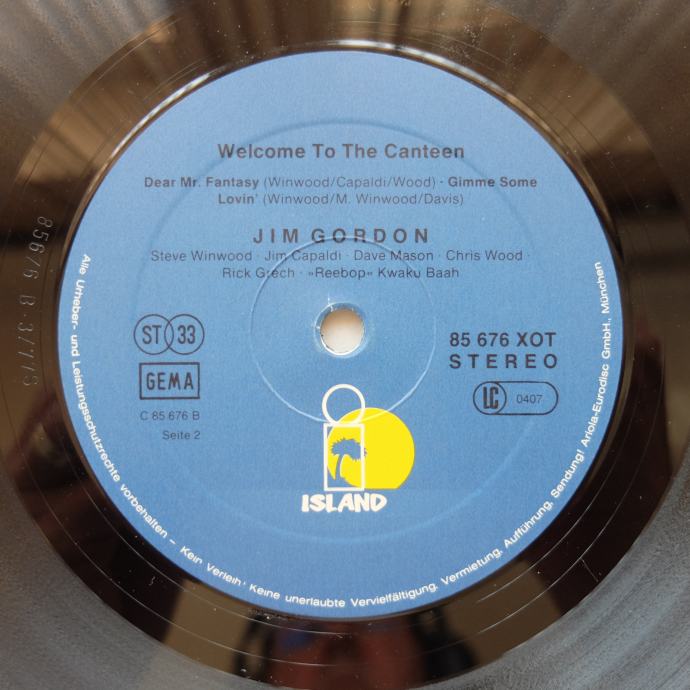 Welcome To The Canteen
Dear Mr. Fantasy (Winwood/Capaldi/Wood) · Gimme Some
Lovin' (Winwood/M. Winwood/Davis)
JIM GORDON
Steve Winwood · Jim Capaldi · Dave Mason · Chris Wood ·
Rick Grech · »Reebop« Kwaku Baah
ST 33
GEMA
C 85 676 B
Seite 2
85 676 XOT
STEREO
LC 0407
ISLAND
Alle Urheber- und Leistungsschutzrechte vorbehalten – Kein Verleih! Keine unerlaubte Vervielfältigung, Vermietung, Aufführung, Sendung! Ariola-Eurodisc GmbH., München